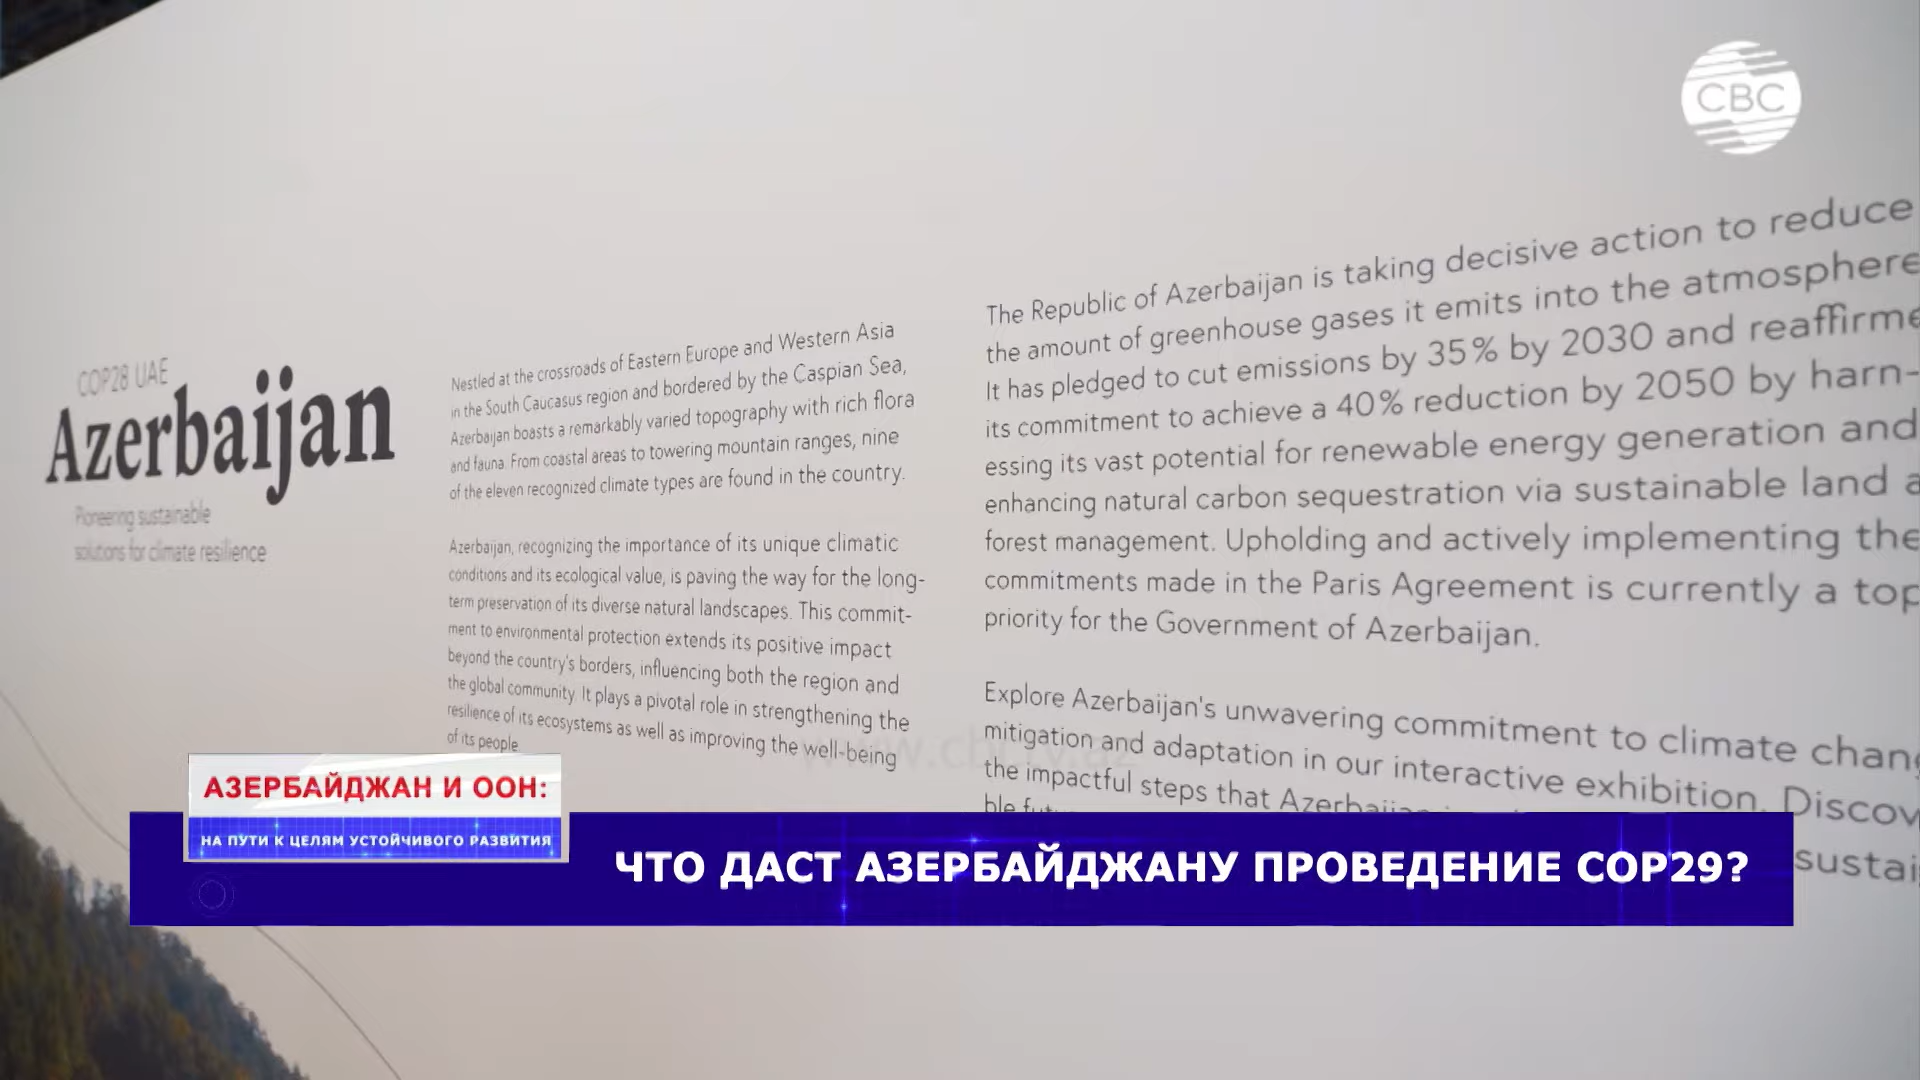 CBC
COP28 UAE
Azerbaijan
Pioneering sustainable
solutions for climate resilience
Nestled at the crossroads of Eastern Europe and Western Asia
in the South Caucasus region and bordered by the Caspian Sea,
Azerbaijan boasts a remarkably varied topography with rich flora
and fauna. From coastal areas to towering mountain ranges, nine
of the eleven recognized climate types are found in the country.
Azerbaijan, recognizing the importance of its unique climatic
conditions and its ecological value, is paving the way for the long-
term preservation of its diverse natural landscapes. This commit-
ment to environmental protection extends its positive impact
beyond the country's borders, influencing both the region and
the global community. It plays a pivotal role in strengthening the
resilience of its ecosystems as well as improving the well-being
of its people.
The Republic of Azerbaijan is taking decisive action to reduce
the amount of greenhouse gases it emits into the atmosphere
It has pledged to cut emissions by 35% by 2030 and reaffirme
its commitment to achieve a 40% reduction by 2050 by harn-
essing its vast potential for renewable energy generation and
enhancing natural carbon sequestration via sustainable land a
forest management. Upholding and actively implementing the
commitments made in the Paris Agreement is currently a top
priority for the Government of Azerbaijan.
Explore Azerbaijan's unwavering commitment to climate chang
mitigation and adaptation in our interactive exhibition. Discov
the impactful steps that Azerbaijan
ble
sustai
www.cbctv.az
АЗЕРБАЙДЖАН И ООН:
НА ПУТИ К ЦЕЛЯМ УСТОЙЧИВОГО РАЗВИТИЯ
ЧТО ДАСТ АЗЕРБАЙДЖАНУ ПРОВЕДЕНИЕ COP29?